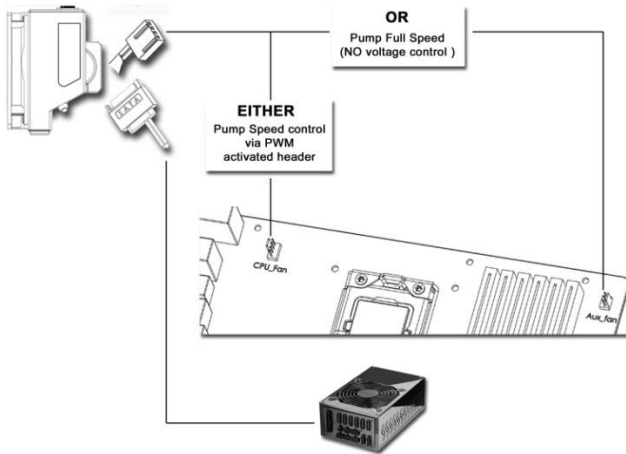 OR
Pump Full Speed
(NO voltage control )
SATA
EITHER
Pump Speed control
via PWM
activated header
CPU_Fan
Aux_fan